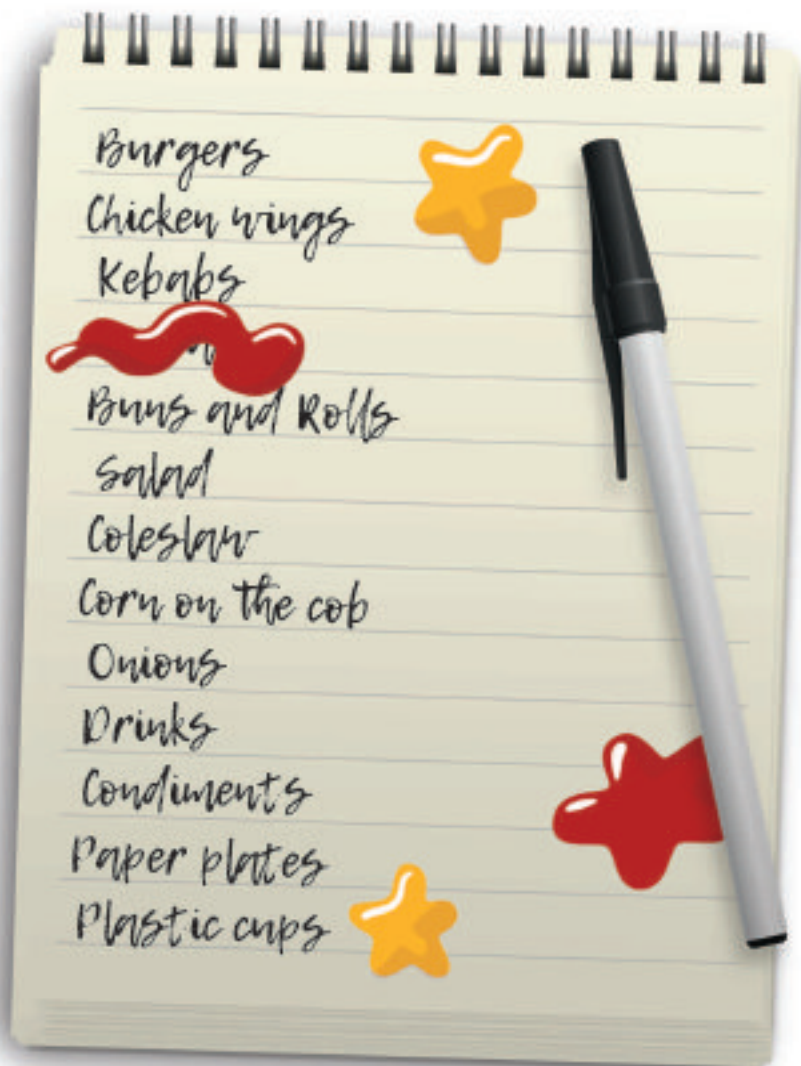 Burgers
Chicken wings
Kebabs
Buns and Rolls
Salad
Coleslaw
Corn on the cob
Onions
Drinks
Condiments
Paper plates
Plastic cups